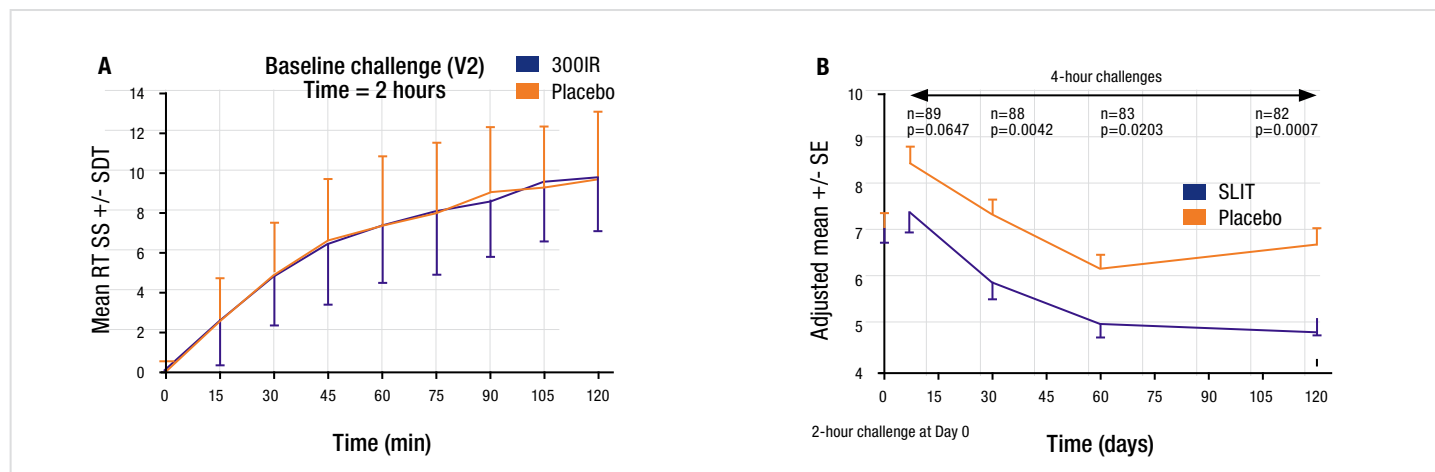 A
Baseline challenge (V2)
Time = 2 hours
300IR
Placebo
Mean RT SS +/- SDT
14
12
10
8
6
4
2
0
0 15 30 45 60 75 90 105 120
Time (min)
B
4-hour challenges
n=89 n=88 n=83 n=82
p=0.0647 p=0.0042 p=0.0203 p=0.0007
SLIT
Placebo
Adjusted mean +/- SE
10
9
8
7
6
5
4
0 15 30 45 60 75 90 105 120
2-hour challenge at Day 0
Time (days)